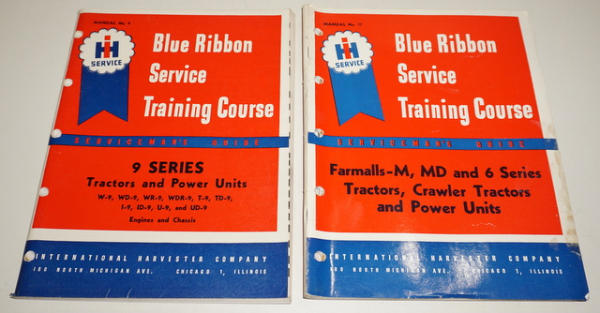 MANUAL No. 9
IH
SERVICE
Blue Ribbon
Service
Training Course
SERVICEMAN'S GUIDE
9 SERIES
Tractors and Power Units
W-9, WD-9, WR-9, WDR-9, T-9, TD-9,
I-9, ID-9, U-9, and UD-9
Engines and Chassis
INTERNATIONAL HARVESTER COMPANY
180 NORTH MICHIGAN AVE. CHICAGO 1, ILLINOIS
MANUAL No.
IH
SERVICE
Blue Ribbon
Service
Training Course
SERVICEMAN'S GUIDE
Farmalls-M, MD and 6 Series
Tractors, Crawler Tractors
and Power Units
INTERNATIONAL HARVESTER COMPANY
180 NORTH MICHIGAN AVE. CHICAGO 1, ILLINOIS